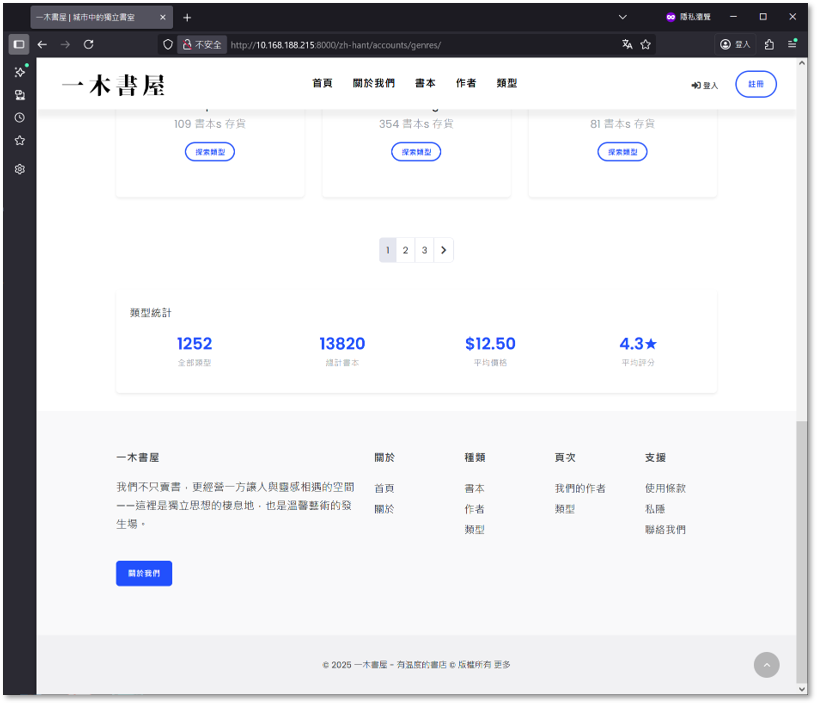 一木書屋 | 城市中的獨立書室
隱私瀏覽
不安全
http://10.168.188.215:8000/zh-hant/accounts/genres/
登入
一木書屋
首頁
關於我們
書本
作者
類型
登入
註冊
109 書本s 存貨
354 書本s 存貨
81 書本s 存貨
探索類型
探索類型
探索類型
1 2 3
類型統計
1252
13820
$12.50
4.3★
全部類型
總計書本
平均價格
平均評分
一木書屋
我們不只賣書，更經營一方讓人與靈感相遇的空間
——這裡是獨立思想的棲息地，也是溫馨藝術的發
生場。
關於我們
關於
首頁
關於
種類
書本
作者
類型
頁次
我們的作者
類型
支援
使用條款
私隱
聯絡我們
© 2025 一木書屋 - 有溫度的書店 © 版權所有 更多